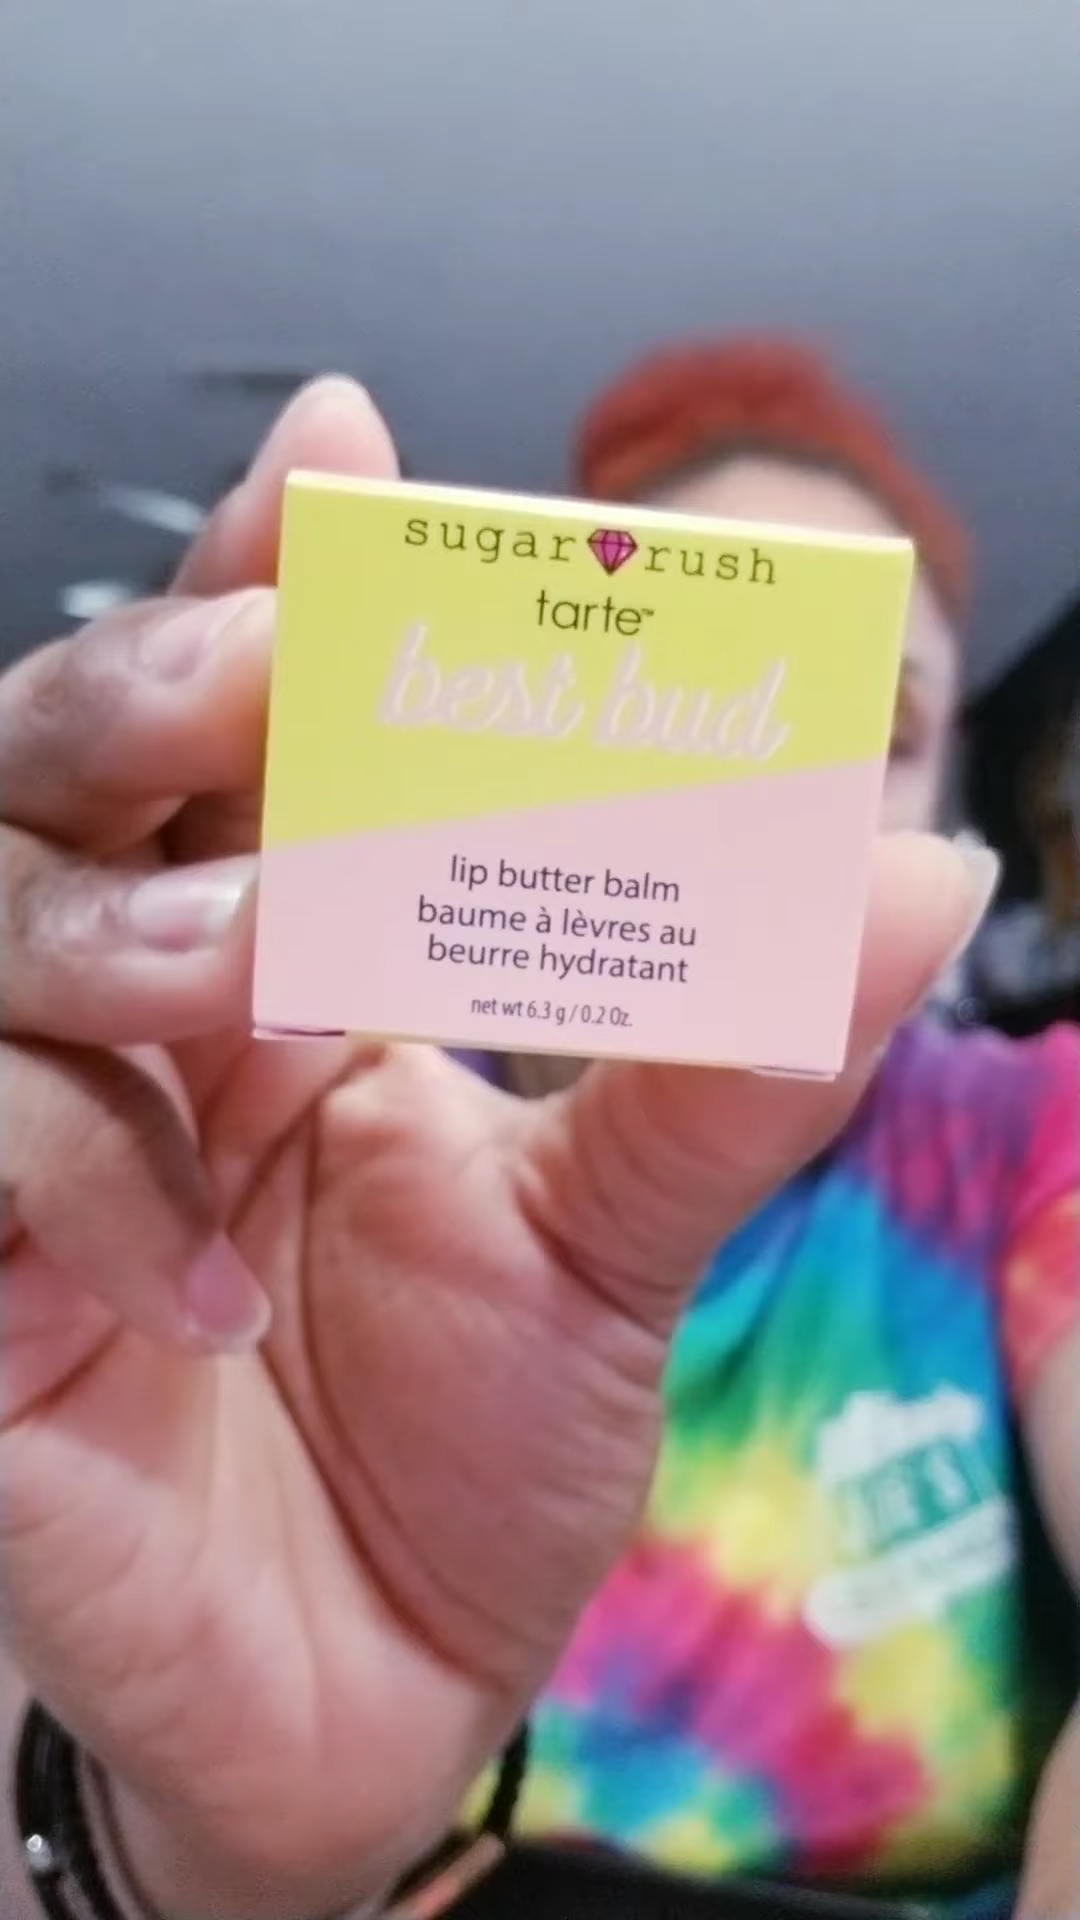 sugar rush
tarte™
best bud
lip butter balm
baume à lèvres au
beurre hydratant
net wt 6.3 g / 0.2 Oz.